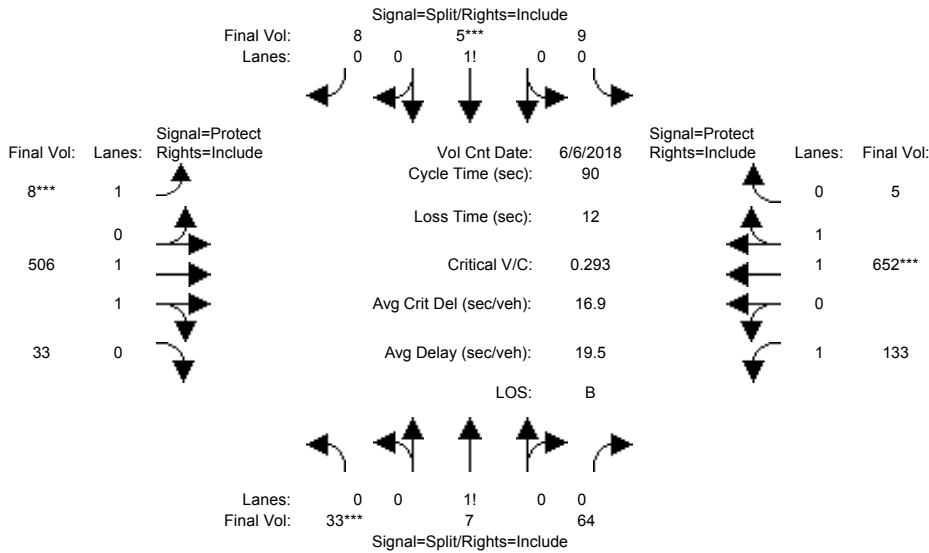 Signal=Split/Rights=Include
Final Vol: 8 5*** 9
Lanes: 0 0 1! 0 0
Signal=Protect Signal=Protect
Final Vol: Lanes: Rights=Include Vol Cnt Date: 6/6/2018 Rights=Include Lanes: Final Vol:
Cycle Time (sec): 90
8*** 1 0 5
Loss Time (sec): 12
0 1
506 1 Critical V/C: 0.293 1 652***
1 Avg Crit Del (sec/veh): 16.9 0
33 0 Avg Delay (sec/veh): 19.5 1 133
LOS: B
Lanes: 0 0 1! 0 0
Final Vol: 33*** 7 64
Signal=Split/Rights=Include